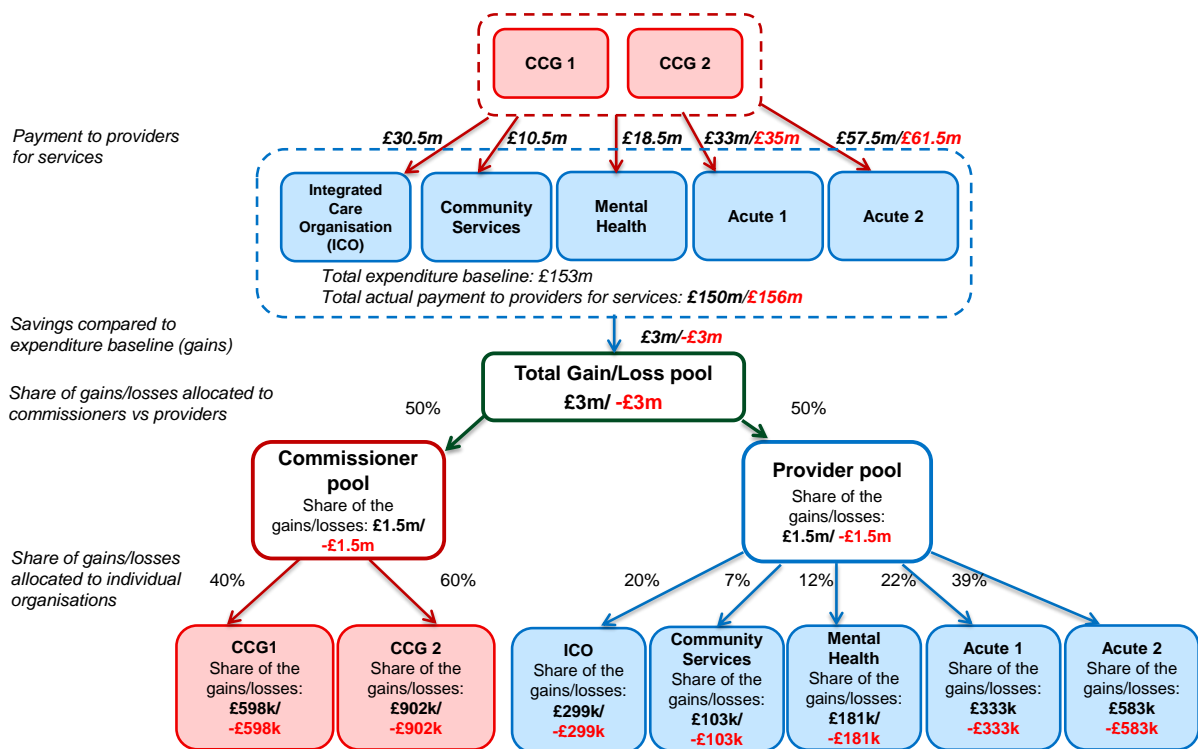 CCG 1
CCG 2
Payment to providers
for services
£30.5m
£10.5m
£18.5m
£33m/£35m
£57.5m/£61.5m
Integrated
Care
Organisation
(ICO)
Community
Services
Mental
Health
Acute 1
Acute 2
Total expenditure baseline: £153m
Total actual payment to providers for services: £150m/£156m
Savings compared to
expenditure baseline (gains)
£3m/-£3m
Total Gain/Loss pool
£3m/ -£3m
Share of gains/losses allocated to
commissioners vs providers
50%
50%
Commissioner
pool
Share of the
gains/losses: £1.5m/
-£1.5m
Provider pool
Share of the
gains/losses:
£1.5m/ -£1.5m
Share of gains/losses
allocated to individual
organisations
40%
60%
20%
7%
12%
22%
39%
CCG1
Share of the
gains/losses:
£598k/
-£598k
CCG 2
Share of the
gains/losses:
£902k/
-£902k
ICO
Share of the
gains/losses:
£299k/
-£299k
Community
Services
Share of the
gains/losses:
£103k/
-£103k
Mental
Health
Share of the
gains/losses:
£181k/
-£181k
Acute 1
Share of the
gains/losses:
£333k
-£333k
Acute 2
Share of the
gains/losses:
£583k
-£583k